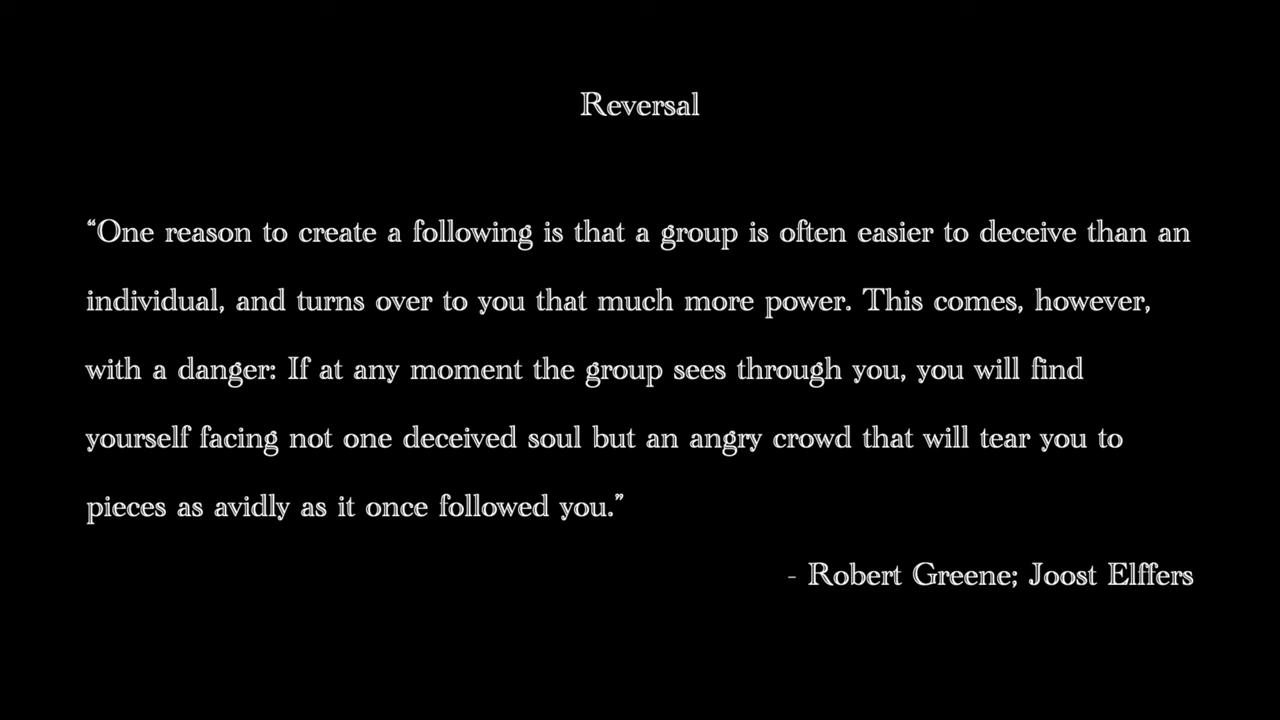 Reversal
“One reason to create a following is that a group is often easier to deceive than an
individual, and turns over to you that much more power. This comes, however,
with a danger: If at any moment the group sees through you, you will find
yourself facing not one deceived soul but an angry crowd that will tear you to
pieces as avidly as it once followed you.”
- Robert Greene; Joost Elffers